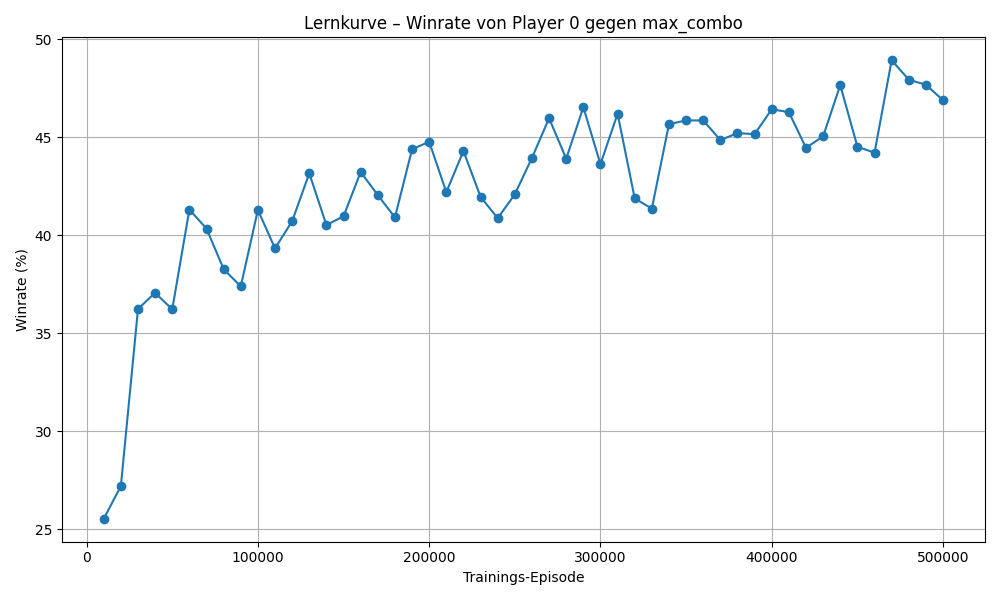 Lernkurve – Winrate von Player 0 gegen max_combo
50
45
40
35
30
25
Winrate (%)
0 100000 200000 300000 400000 500000
Trainings-Episode